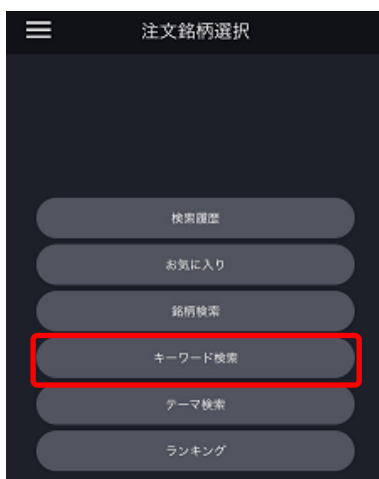 注文銘柄選択
検索履歴
お気に入り
銘柄検索
キーワード検索
テーマ検索
ランキング